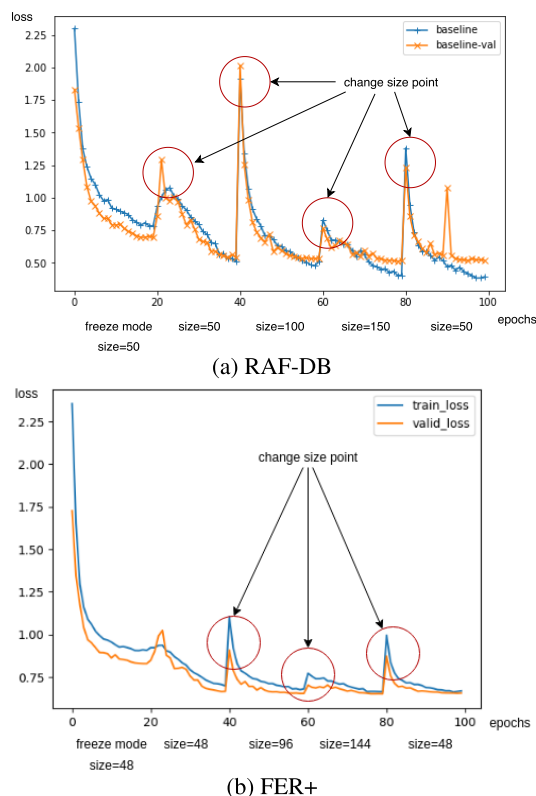 loss
baseline
baseline-val
2.25
2.00
1.75
1.50
1.25
1.00
0.75
0.50
change size point
0 20 40 60 80 100
epochs
freeze mode size=50 size=100 size=150 size=50
size=50
(a) RAF-DB
loss
train_loss
valid_loss
2.25
2.00
1.75
1.50
1.25
1.00
0.75
change size point
0 20 40 60 80 100
epochs
freeze mode size=48 size=96 size=144 size=48
size=48
(b) FER+